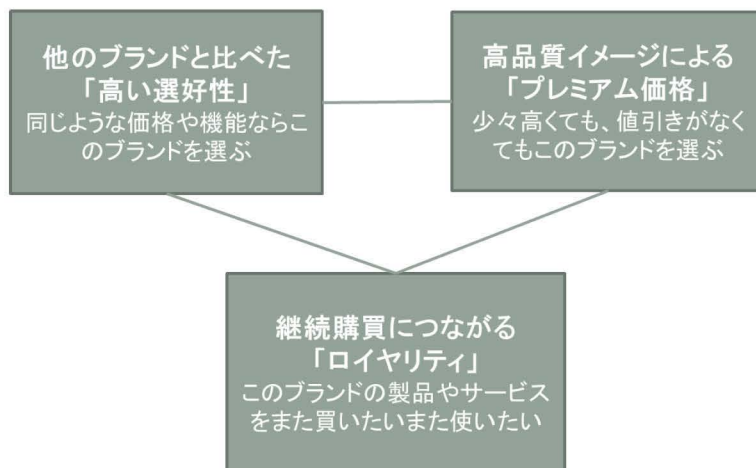 他のブランドと比べた
「高い選好性」
同じような価格や機能ならこ
のブランドを選ぶ
高品質イメージによる
「プレミアム価格」
少々高くても、値引きがなく
てもこのブランドを選ぶ
継続購買につながる
「ロイヤリティ」
このブランドの製品やサービス
をまた買いたいまた使いたい